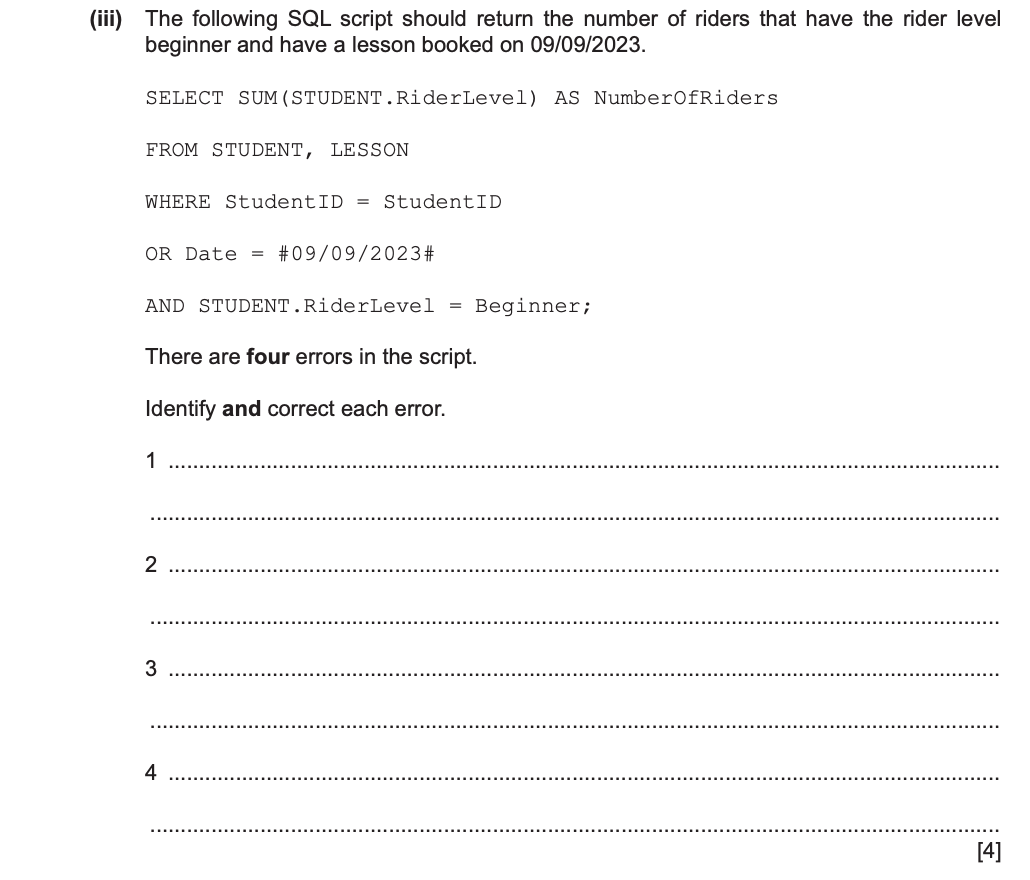 (iii) The following SQL script should return the number of riders that have the rider level
beginner and have a lesson booked on 09/09/2023.
SELECT SUM(STUDENT.RiderLevel) AS NumberOfRiders
FROM STUDENT, LESSON
WHERE StudentID = StudentID
OR Date = #09/09/2023#
AND STUDENT.RiderLevel = Beginner;
There are four errors in the script.
Identify and correct each error.
1
2
3
4
[4]